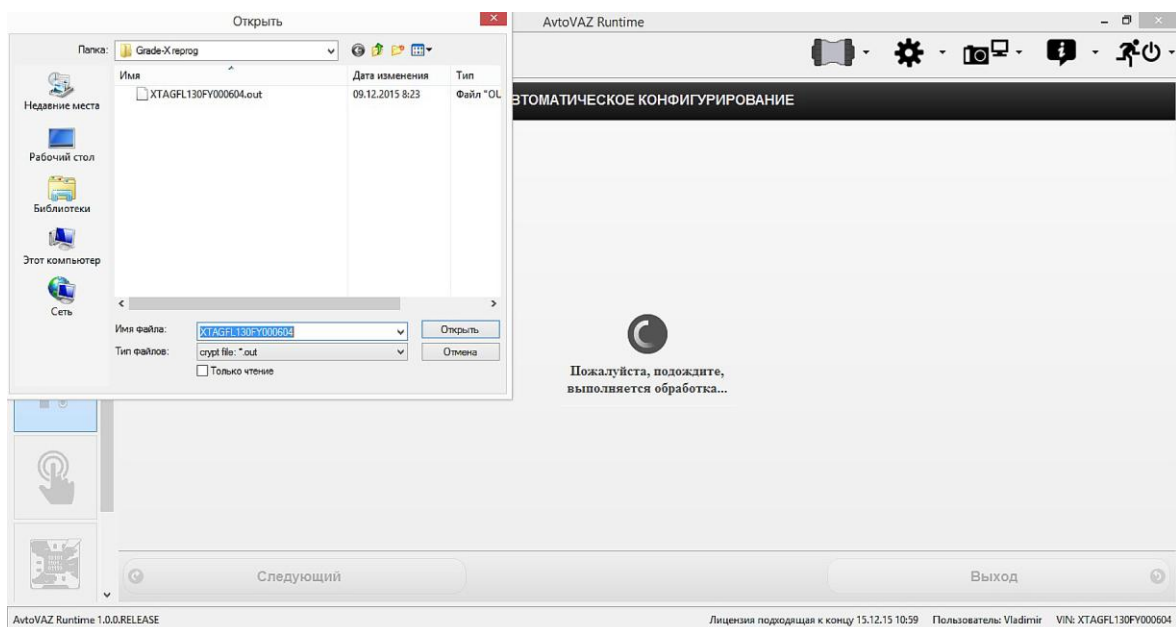 Открыть
AvtoVAZ Runtime
Папка: Grade-X reprog
Имя Дата изменения Тип
XTAGFL130FY000604.out 09.12.2015 8:23 Файл "OU
Недавние места
Рабочий стол
Библиотеки
Этот компьютер
Сеть
Имя файла: XTAGFL130FY000604 Открыть
Тип файлов: crypt file: *.out Отмена
Только чтение
ВТОМАТИЧЕСКОЕ КОНФИГУРИРОВАНИЕ
Пожалуйста, подождите,
выполняется обработка...
Следующий Выход
AvtoVAZ Runtime 1.0.0.RELEASE Лицензия подходящая к концу 15.12.15 10:59 Пользователь: Vladimir VIN: XTAGFL130FY000604